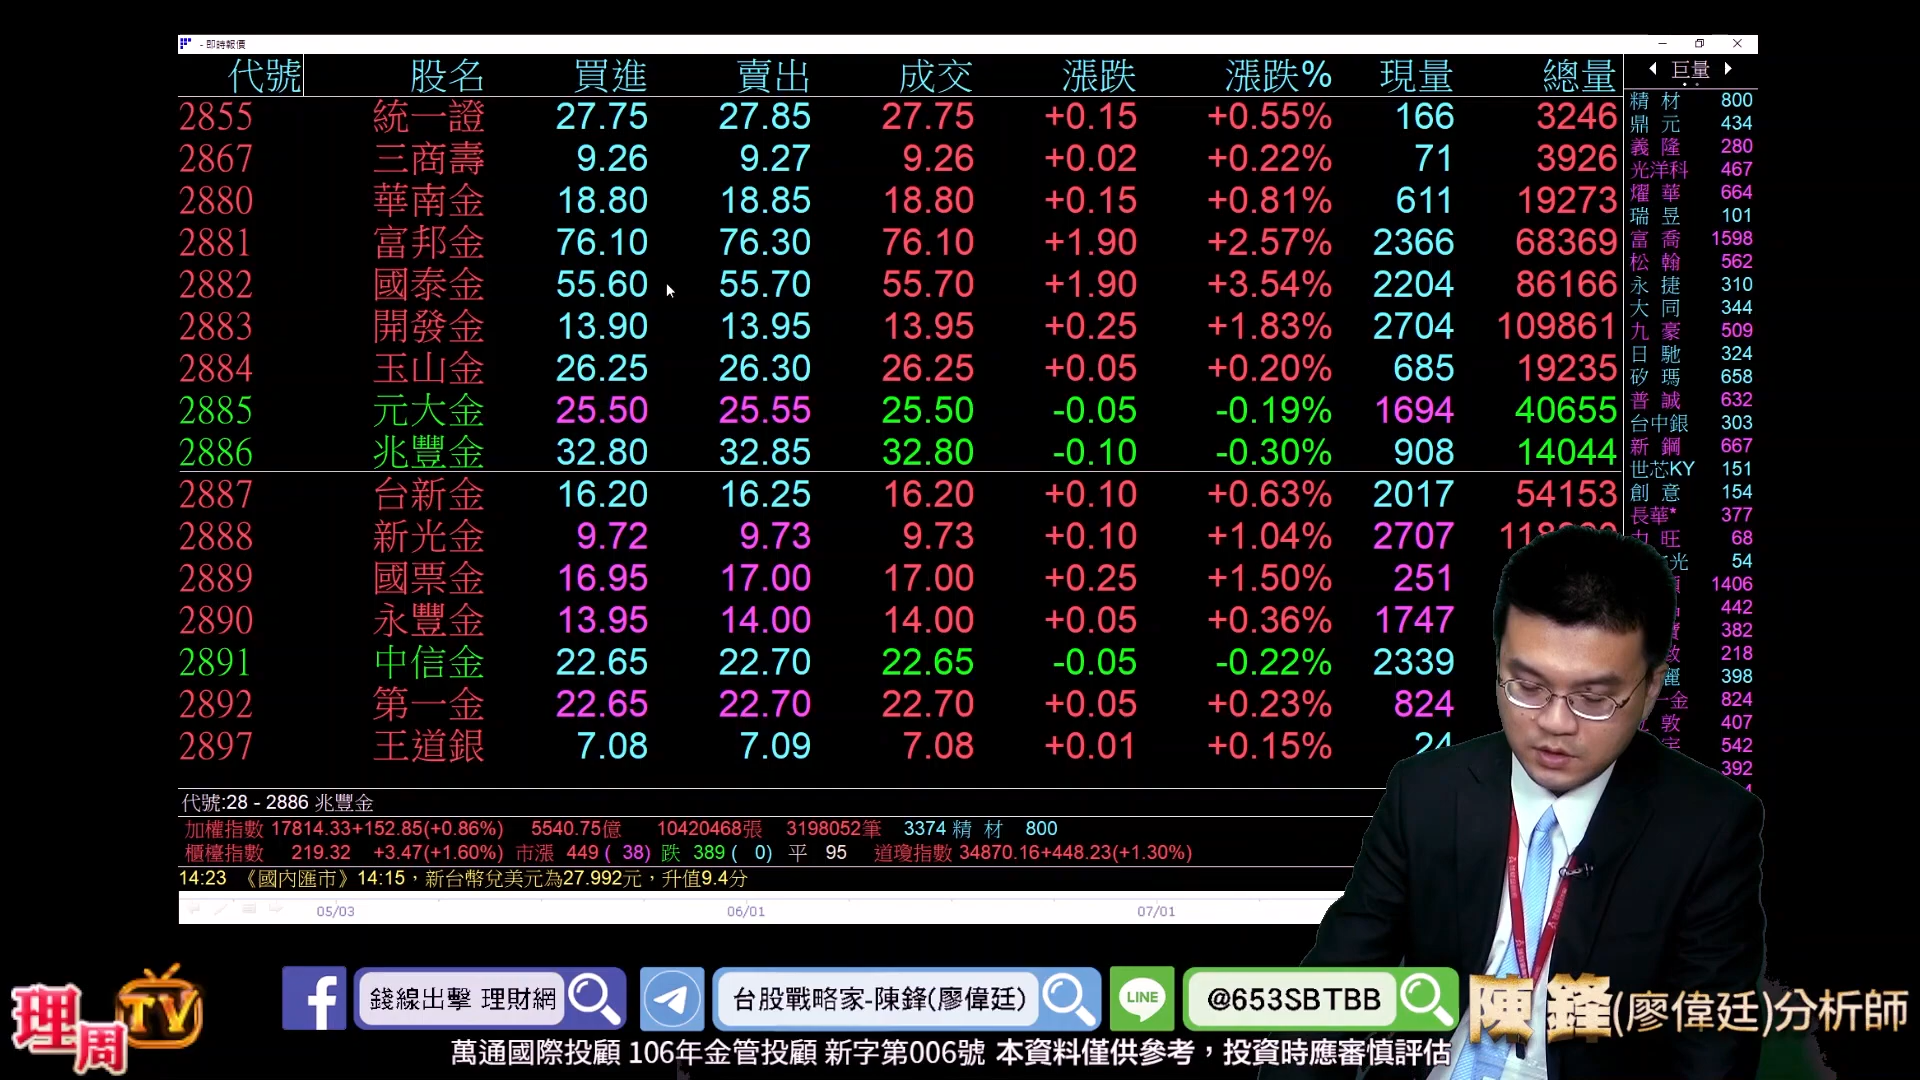 - 即時報價
代號 股名 買進 賣出 成交 漲跌 漲跌% 現量 總量 巨量
2855 統一證 27.75 27.85 27.75 +0.15 +0.55% 166 3246
2867 三商壽 9.26 9.27 9.26 +0.02 +0.22% 71 3926
2880 華南金 18.80 18.85 18.80 +0.15 +0.81% 611 19273
2881 富邦金 76.10 76.30 76.10 +1.90 +2.57% 2366 68369
2882 國泰金 55.60 55.70 55.70 +1.90 +3.54% 2204 86166
2883 開發金 13.90 13.95 13.95 +0.25 +1.83% 2704 109861
2884 玉山金 26.25 26.30 26.25 +0.05 +0.20% 685 19235
2885 元大金 25.50 25.55 25.50 -0.05 -0.19% 1694 40655
2886 兆豐金 32.80 32.85 32.80 -0.10 -0.30% 908 14044
2887 台新金 16.20 16.25 16.20 +0.10 +0.63% 2017 54153
2888 新光金 9.72 9.73 9.73 +0.10 +1.04% 2707
2889 國票金 16.95 17.00 17.00 +0.25 +1.50% 251
2890 永豐金 13.95 14.00 14.00 +0.05 +0.36% 1747
2891 中信金 22.65 22.70 22.65 -0.05 -0.22% 2339
2892 第一金 22.65 22.70 22.70 +0.05 +0.23% 824
2897 王道銀 7.08 7.09 7.08 +0.01 +0.15% 24
精 材 800
鼎 元 434
義 隆 280
光洋科 467
燿 華 664
瑞 昱 101
富 喬 1598
松 翰 562
永 捷 310
大 同 344
九 豪 509
日 馳 324
矽 瑪 658
普 誠 632
台中銀 303
新 鋼 667
世芯KY 151
創 意 154
長華* 377
旺 68
光 54
1406
442
382
218
398
一金 824
敦 407
542
392
代號:28 - 2886 兆豐金
加權指數 17814.33+152.85(+0.86%) 5540.75億 10420468張 3198052筆 3374 精 材 800
櫃檯指數 219.32 +3.47(+1.60%) 市漲 449 ( 38) 跌 389 ( 0) 平 95 道瓊指數 34870.16+448.23(+1.30%)
14:23 《國內匯市》14:15，新台幣兌美元為27.992元，升值9.4分
05/03 06/01 07/01
理周TV
錢線出擊 理財網
台股戰略家-陳鋒(廖偉廷)
LINE @653SBTBB
陳鋒(廖偉廷)分析師
萬通國際投顧 106年金管投顧 新字第006號 本資料僅供參考，投資時應審慎評估